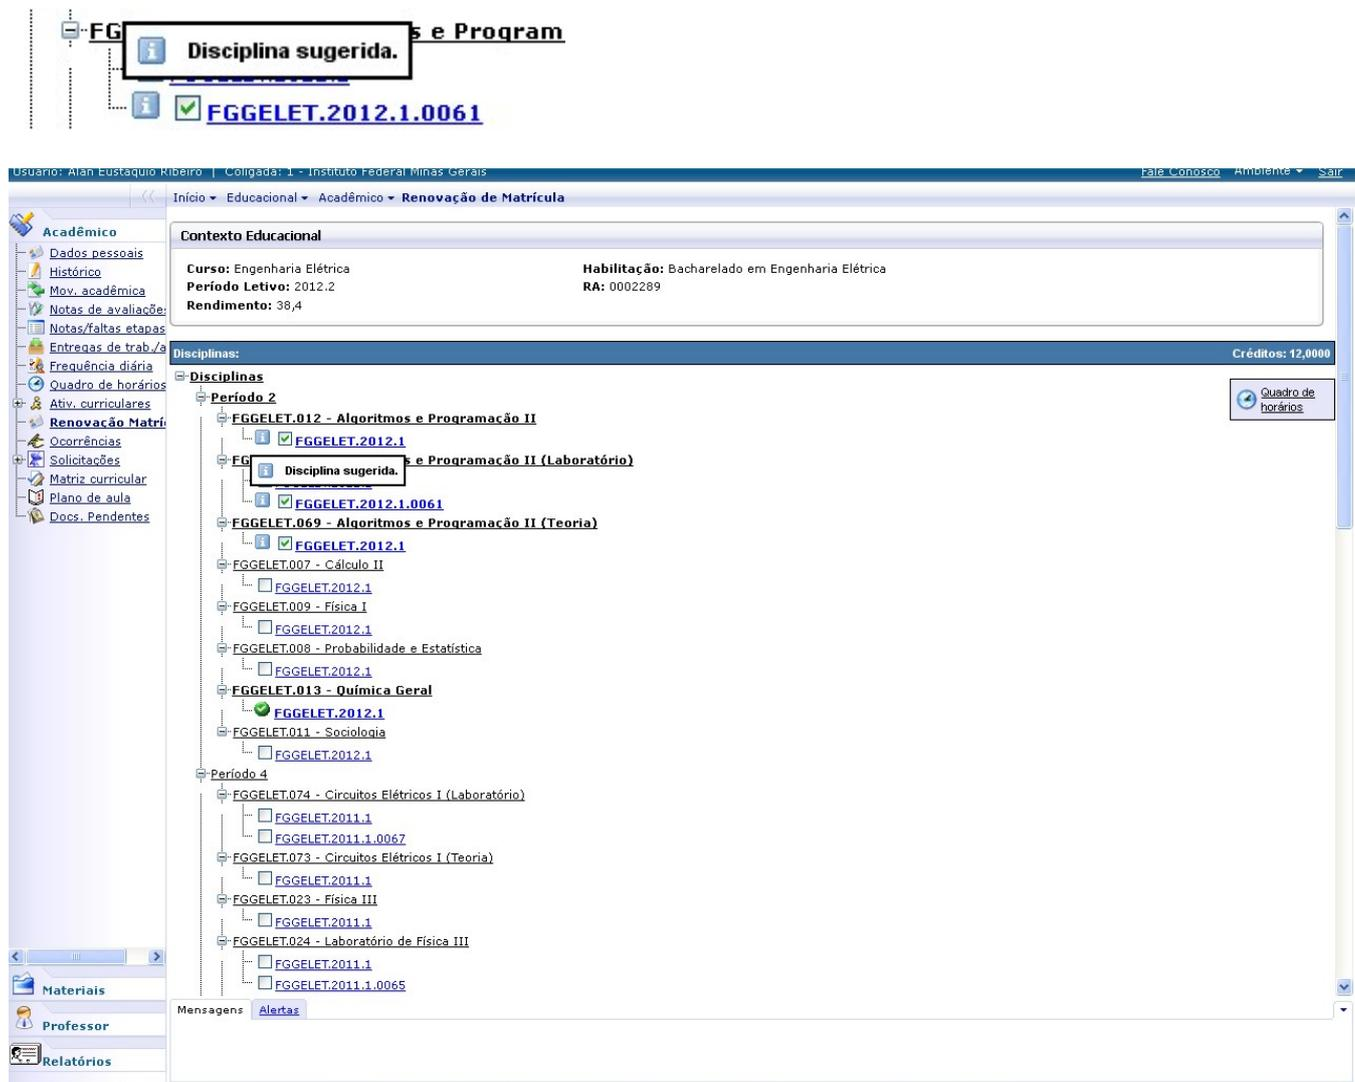 FG
s e Program
Disciplina sugerida.
FGGELET.2012.1.0061
Usuário: Alan Eustáquio Ribeiro | Coligada: 1 - Instituto Federal Minas Gerais
Fale Conosco Ambiente Sair
Início Educacional Acadêmico Renovação de Matrícula
Acadêmico
Dados pessoais
Histórico
Mov. acadêmica
Notas de avaliaçõe
Notas/faltas etapas
Entregas de trab./a
Frequência diária
Quadro de horários
Ativ. curriculares
Renovação Matrí
Ocorrências
Solicitações
Matriz curricular
Plano de aula
Docs. Pendentes
Materiais
Professor
Relatórios
Contexto Educacional
Curso: Engenharia Elétrica
Habilitação: Bacharelado em Engenharia Elétrica
Período Letivo: 2012.2
RA: 0002289
Rendimento: 38,4
Disciplinas:
Créditos: 12,0000
Quadro de
horários
Disciplinas
Período 2
FGGELET.012 - Algoritmos e Programação II
FGGELET.2012.1
FG
s e Programação II (Laboratório)
Disciplina sugerida.
FGGELET.2012.1.0061
FGGELET.069 - Algoritmos e Programação II (Teoria)
FGGELET.2012.1
FGGELET.007 - Cálculo II
FGGELET.2012.1
FGGELET.009 - Física I
FGGELET.2012.1
FGGELET.008 - Probabilidade e Estatística
FGGELET.2012.1
FGGELET.013 - Química Geral
FGGELET.2012.1
FGGELET.011 - Sociologia
FGGELET.2012.1
Período 4
FGGELET.074 - Circuitos Elétricos I (Laboratório)
FGGELET.2011.1
FGGELET.2011.1.0067
FGGELET.073 - Circuitos Elétricos I (Teoria)
FGGELET.2011.1
FGGELET.023 - Física III
FGGELET.2011.1
FGGELET.024 - Laboratório de Física III
FGGELET.2011.1
FGGELET.2011.1.0065
Mensagens Alertas